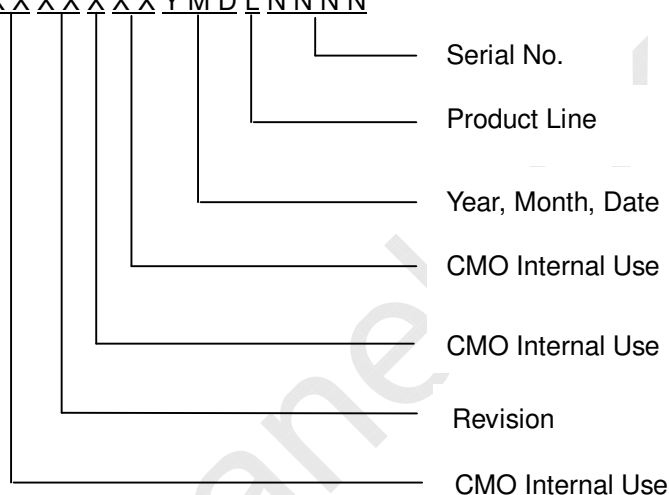 X X X X X X X Y M D L N N N N
Serial No.
Product Line
Year, Month, Date
CMO Internal Use
CMO Internal Use
Revision
CMO Internal Use